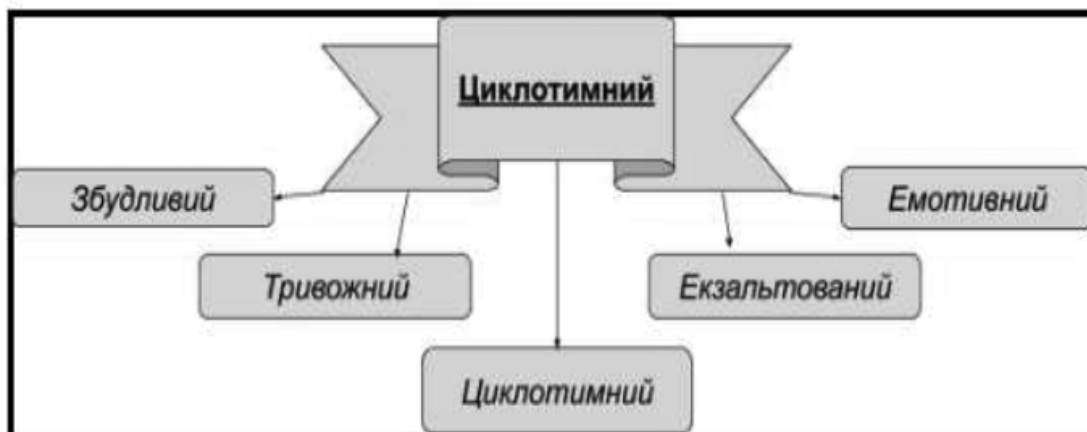 Циклотимний
Збудливий
Емотивний
Тривожний
Екзальтований
Циклотимний